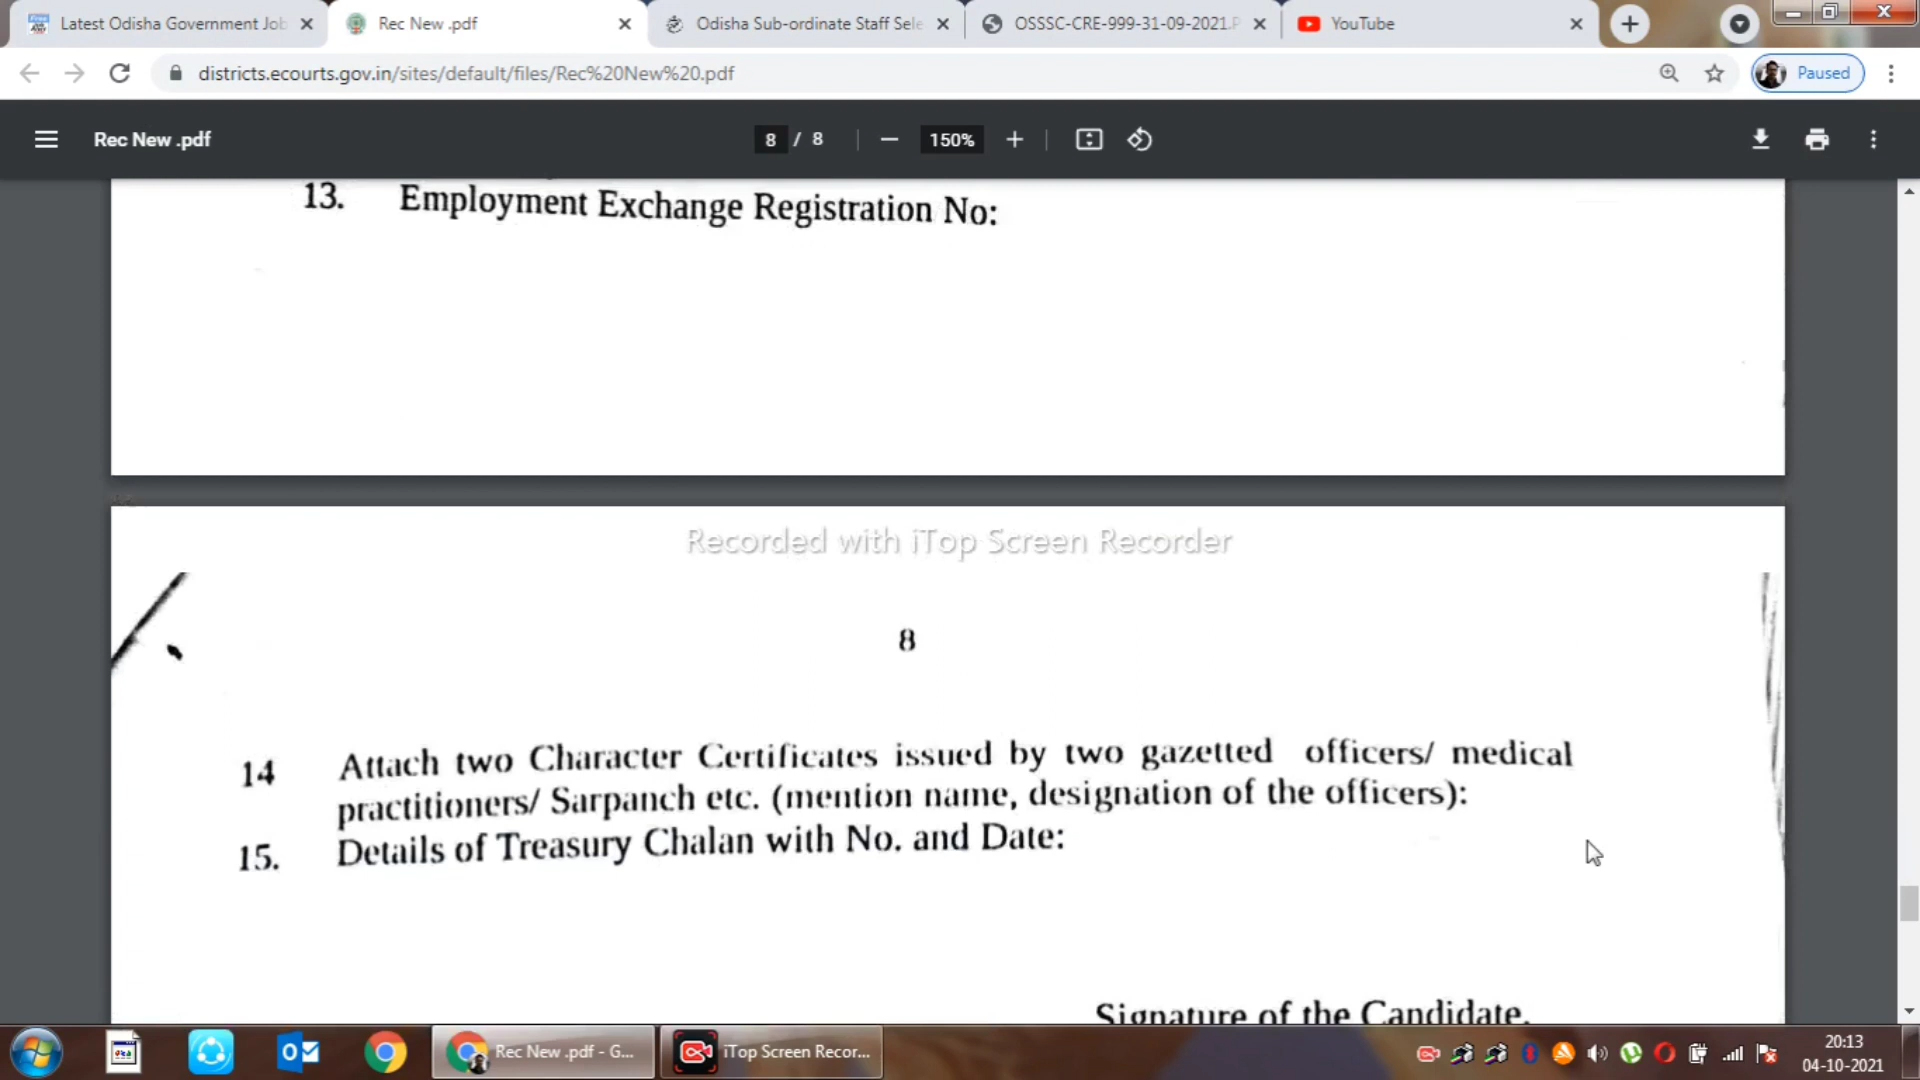 Latest Odisha Government Job
Rec New .pdf
Odisha Sub-ordinate Staff Sele
OSSSC-CRE-999-31-09-2021.P
YouTube
districts.ecourts.gov.in/sites/default/files/Rec%20New%20.pdf
Paused
Rec New .pdf
8 / 8
150%
13. Employment Exchange Registration No:
Recorded with iTop Screen Recorder
8
14 Attach two Character Certificates issued by two gazetted officers/ medical
practitioners/ Sarpanch etc. (mention name, designation of the officers):
15. Details of Treasury Chalan with No. and Date:
Signature of the Candidate.
Rec New .pdf - G...
iTop Screen Recor...
20:13
04-10-2021